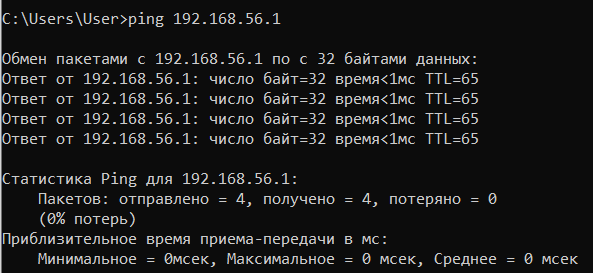 C:\Users\User>ping 192.168.56.1
Обмен пакетами с 192.168.56.1 по с 32 байтами данных:
Ответ от 192.168.56.1: число байт=32 время<1мс TTL=65
Ответ от 192.168.56.1: число байт=32 время<1мс TTL=65
Ответ от 192.168.56.1: число байт=32 время<1мс TTL=65
Ответ от 192.168.56.1: число байт=32 время<1мс TTL=65
Статистика Ping для 192.168.56.1:
    Пакетов: отправлено = 4, получено = 4, потеряно = 0
    (0% потерь)
Приблизительное время приема-передачи в мс:
    Минимальное = 0мсек, Максимальное = 0 мсек, Среднее = 0 мсек